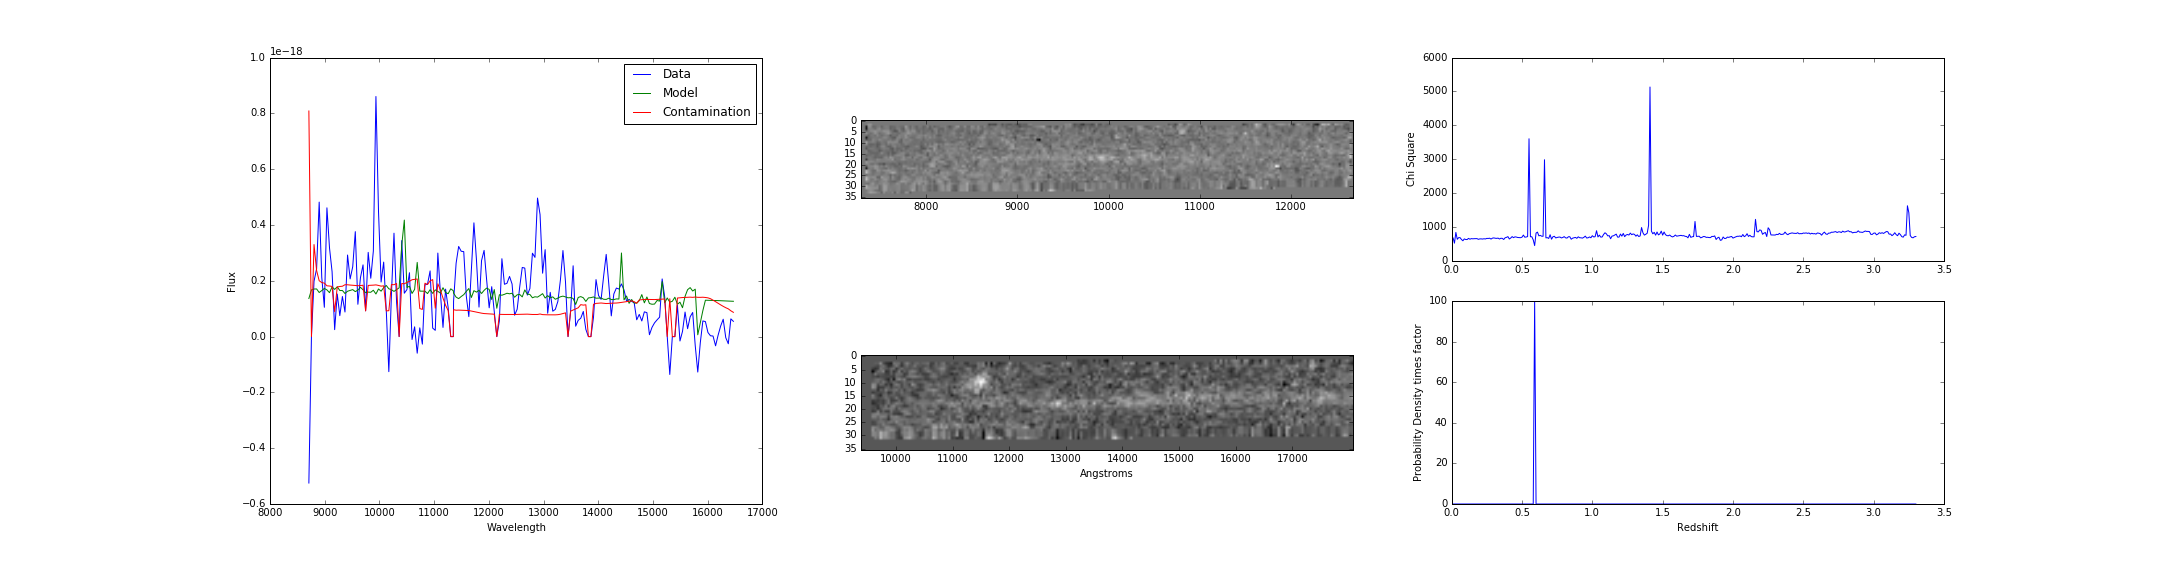 1e−18
1.0
0.8
0.6
0.4
0.2
0.0
−0.2
−0.4
−0.6
Flux
8000 9000 10000 11000 12000 13000 14000 15000 16000 17000
Wavelength
Data
Model
Contamination
0
5
10
15
20
25
30
35
8000 9000 10000 11000 12000
0
5
10
15
20
25
30
35
10000 11000 12000 13000 14000 15000 16000 17000
Angstroms
6000
5000
4000
3000
2000
1000
0
Chi Square
0.0 0.5 1.0 1.5 2.0 2.5 3.0 3.5
100
80
60
40
20
0
Probability Density times factor
0.0 0.5 1.0 1.5 2.0 2.5 3.0 3.5
Redshift